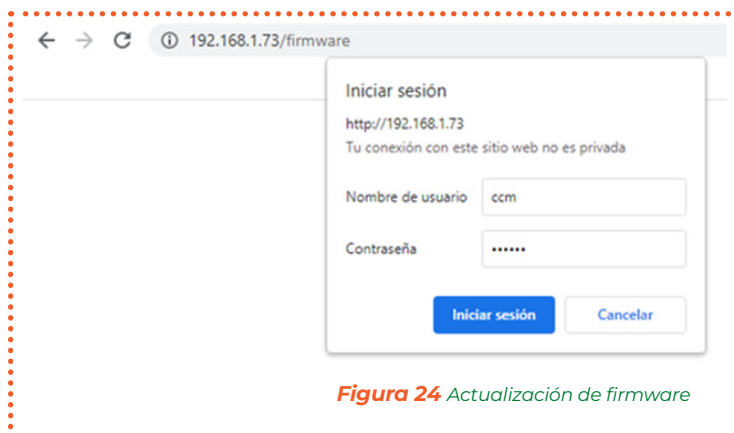 192.168.1.73/firmware
Iniciar sesión
http://192.168.1.73
Tu conexión con este sitio web no es privada
Nombre de usuario ccm
Contraseña ••••••
Iniciar sesión Cancelar
Figura 24 Actualización de firmware